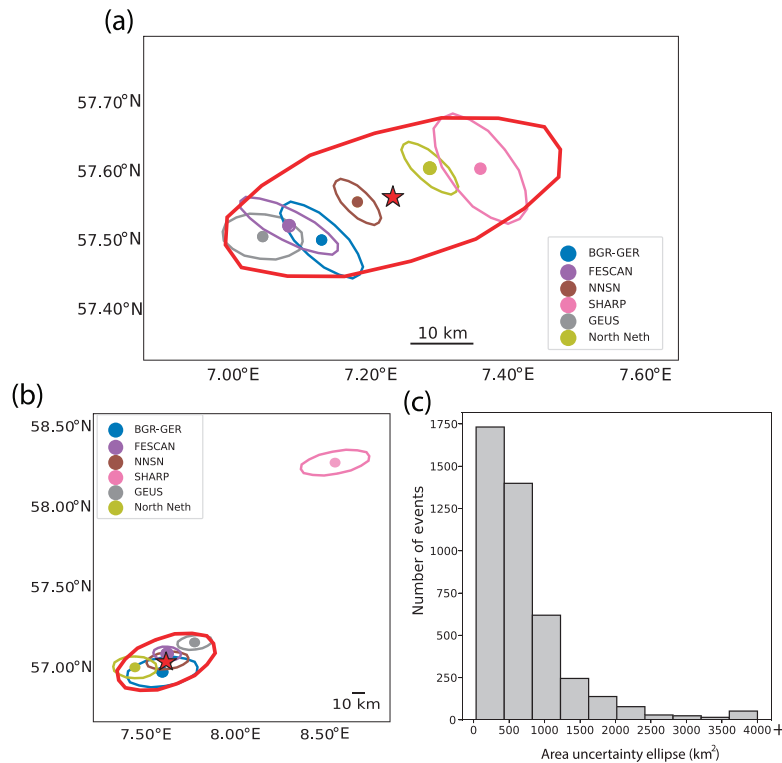 (a)
57.70°N
57.60°N
57.50°N
57.40°N
BGR-GER
FESCAN
NNSN
SHARP
GEUS
North Neth
10 km
7.00°E
7.20°E
7.40°E
7.60°E
(b)
58.50°N
58.00°N
57.50°N
57.00°N
BGR-GER
FESCAN
NNSN
SHARP
GEUS
North Neth
10 km
7.50°E
8.00°E
8.50°E
(c)
1750
1500
1250
1000
750
500
250
0
Number of events
0
500
1000
1500
2000
2500
3000
3500
4000+
Area uncertainty ellipse (km²)